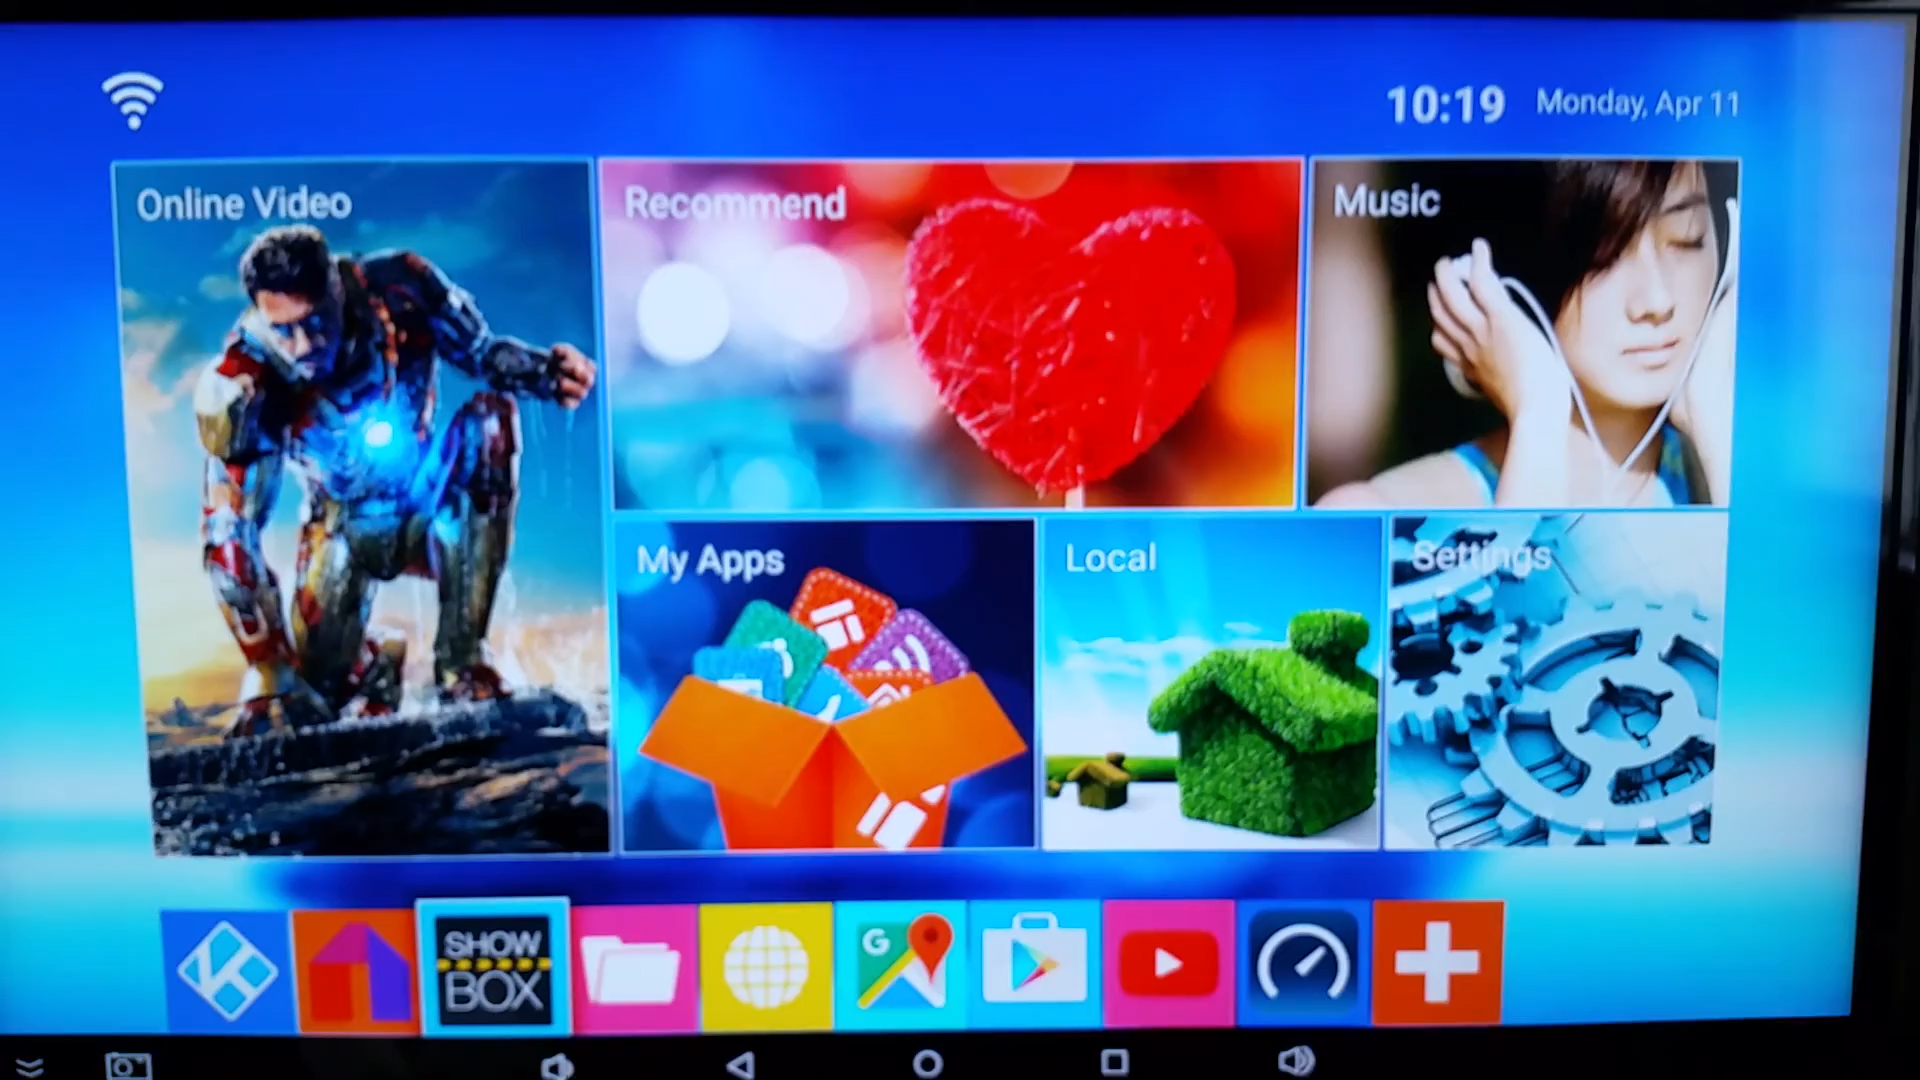 10:19 Monday, Apr 11
Online Video
Recommend
Music
My Apps
Local
Settings
SHOW
BOX
G